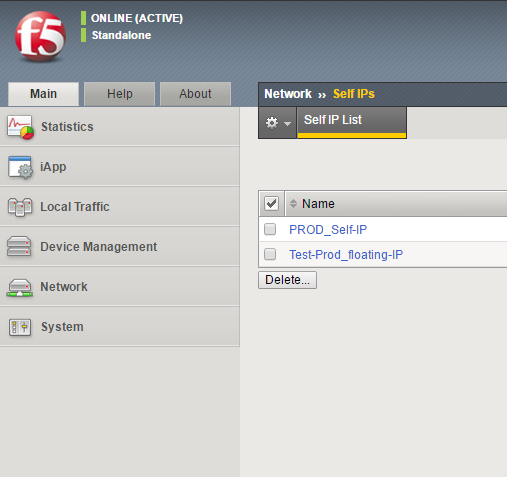 f5
ONLINE (ACTIVE)
Standalone
Main
Help
About
Statistics
iApp
Local Traffic
Device Management
Network
System
Network ›› Self IPs
Self IP List
Name
PROD_Self-IP
Test-Prod_floating-IP
Delete...